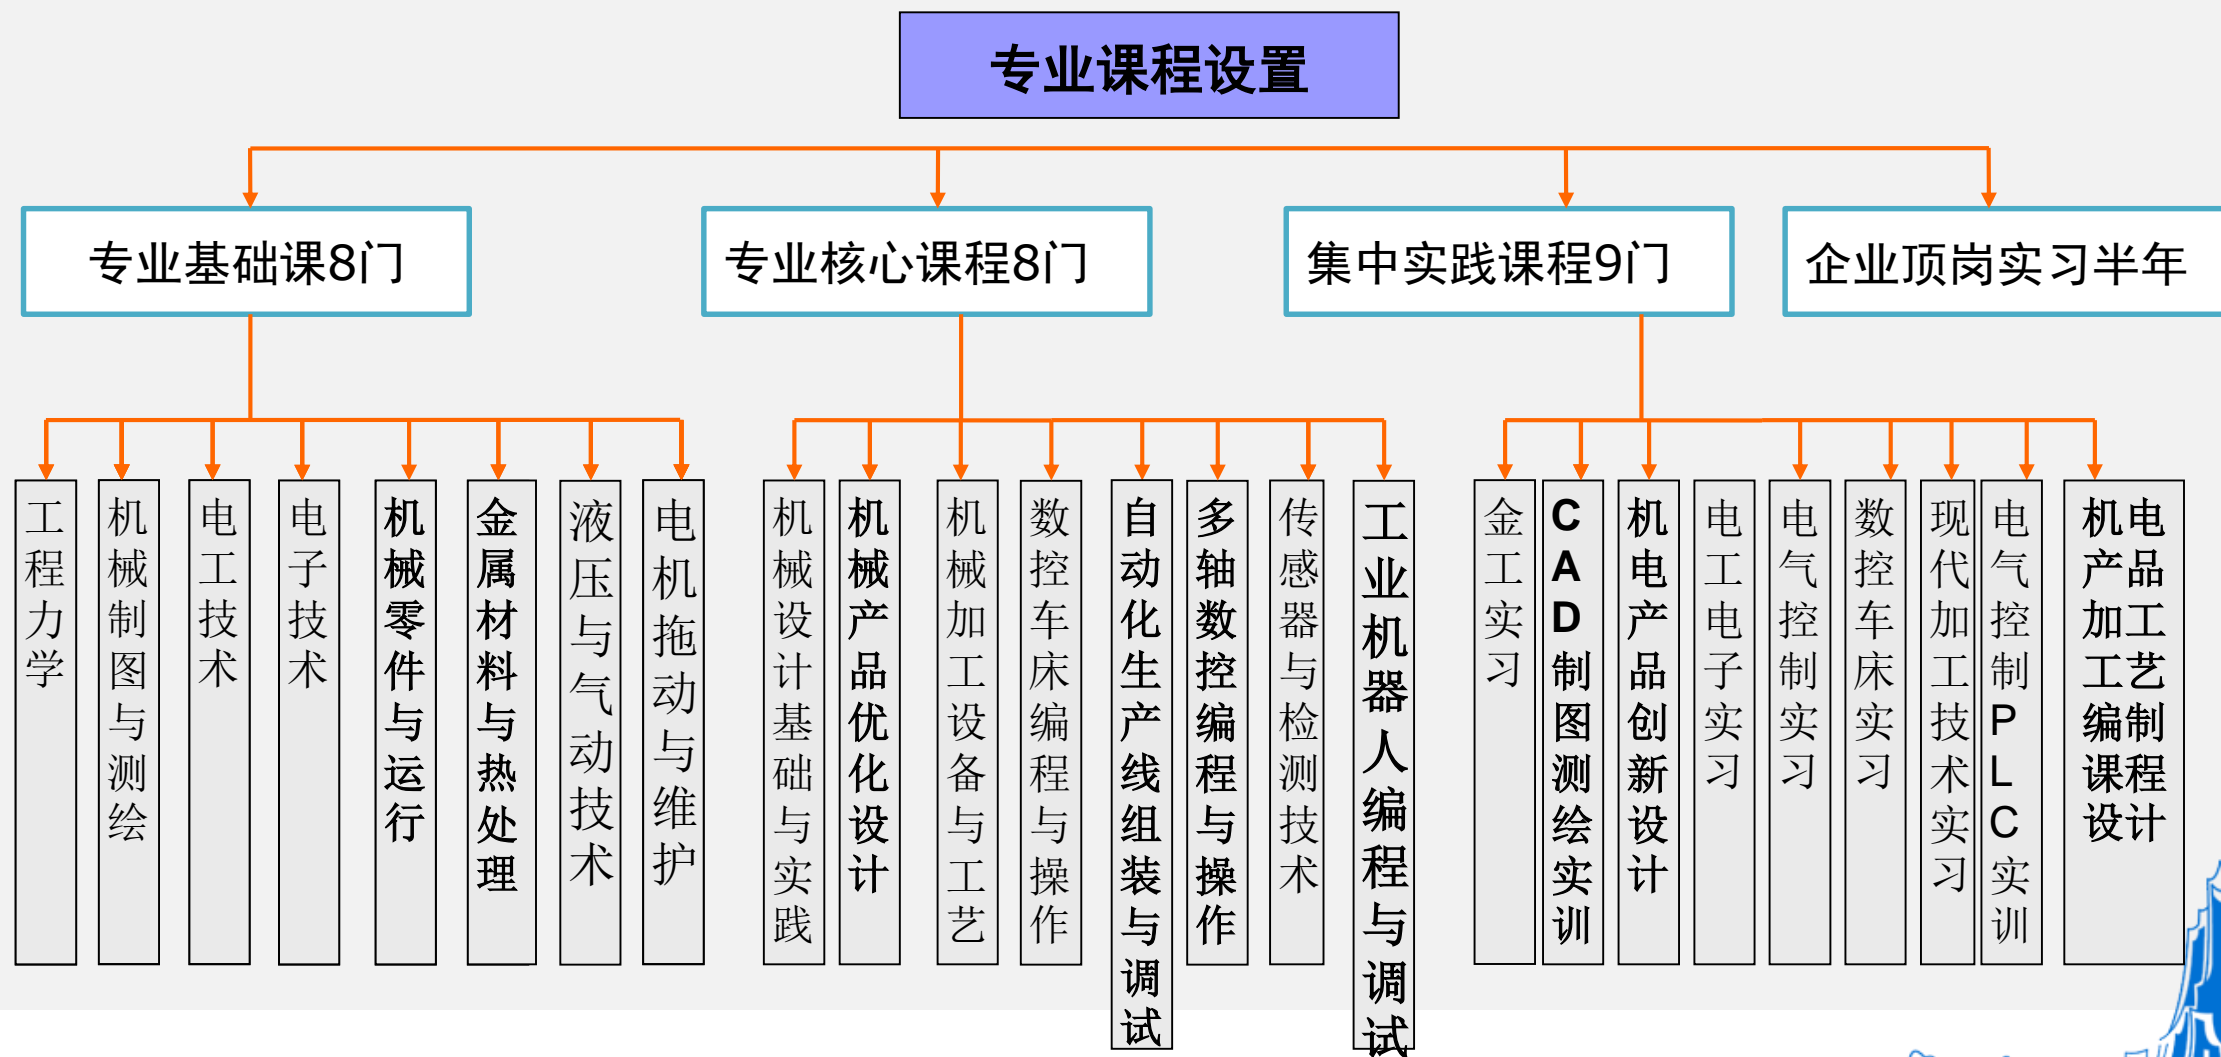 专业课程设置
专业基础课8门
专业核心课程8门
集中实践课程9门
企业顶岗实习半年
工程力学
机械制图与测绘
电工技术
电子技术
机械零件与运行
金属材料与热处理
液压与气动技术
电机拖动与维护
机械设计基础与实践
机械产品优化设计
机械加工设备与工艺
数控车床编程与操作
自动化生产线组装与调试
多轴数控编程与操作
传感器与检测技术
工业机器人编程与调试
金工实习
CAD制图测绘实训
机电产品创新设计
电工电子实习
电气控制实习
数控车床实习
现代加工技术实习
电气控制PLC实训
机电
产品
加工
工艺
编制
课程
设计